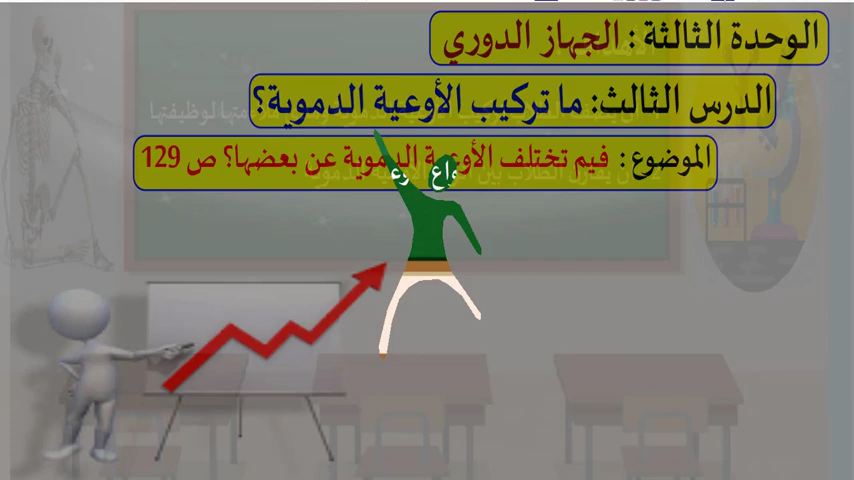 الوحدة الثالثة : الجهاز الدوري
الدرس الثالث: ما تركيب الأوعية الدموية؟
الموضوع : فيم تختلف الأوعية الدموية عن بعضها؟ ص 129